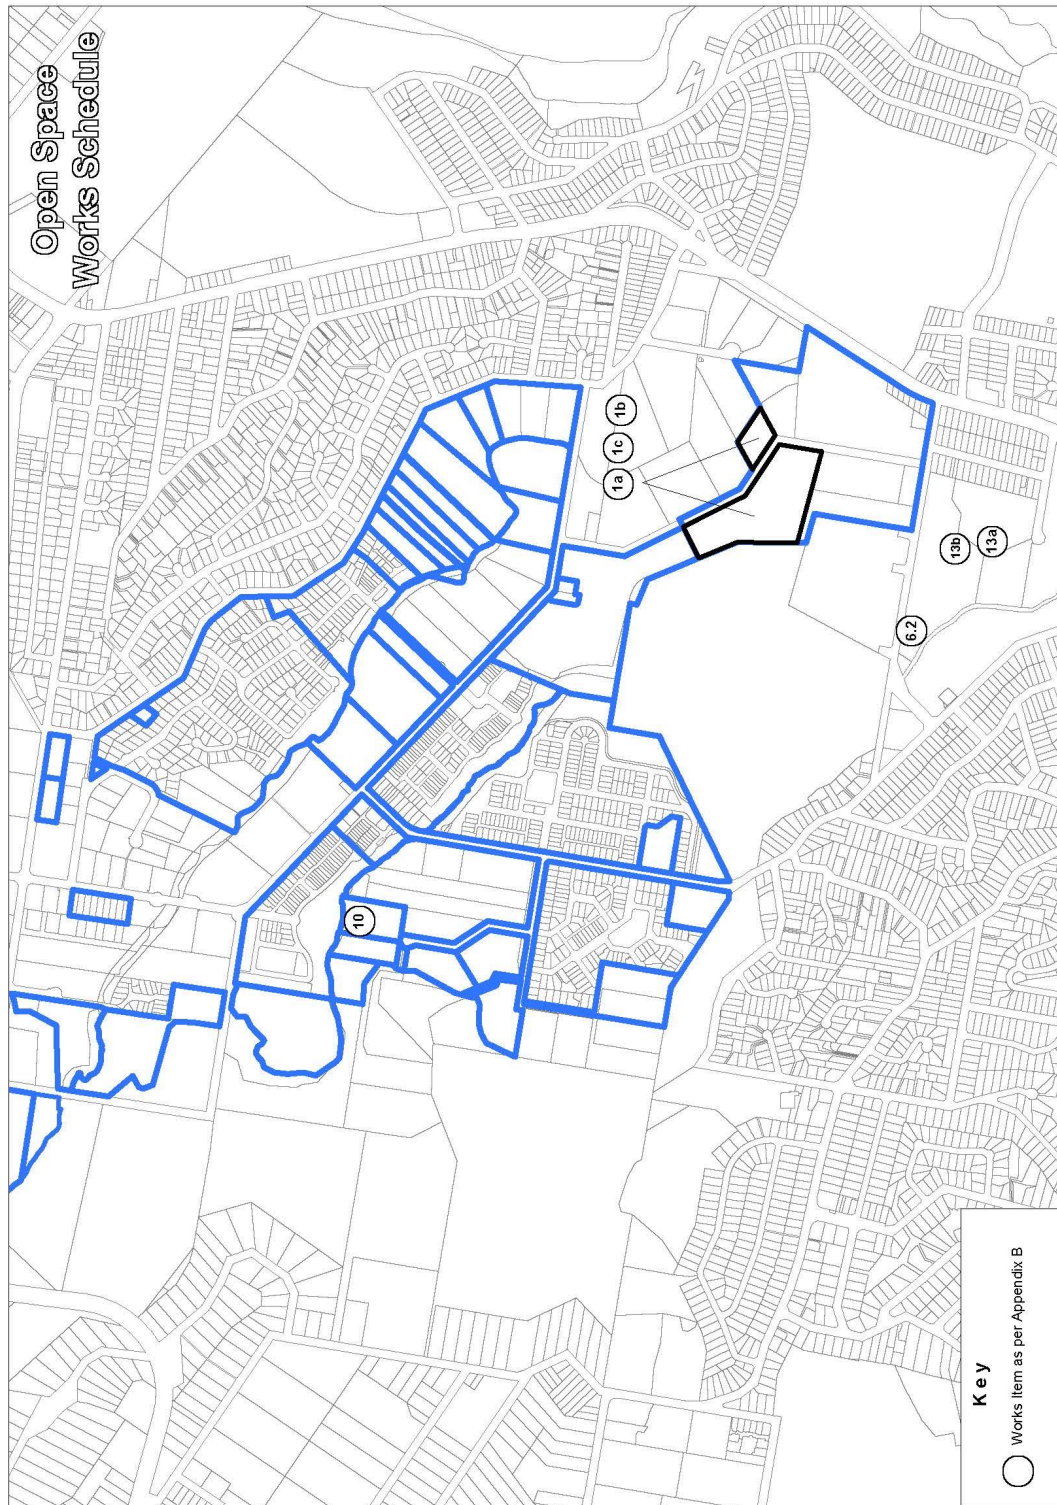 Open Space
Works Schedule
1a
1c
1b
10
6.2
13b
13a
Key
Works Item as per Appendix B